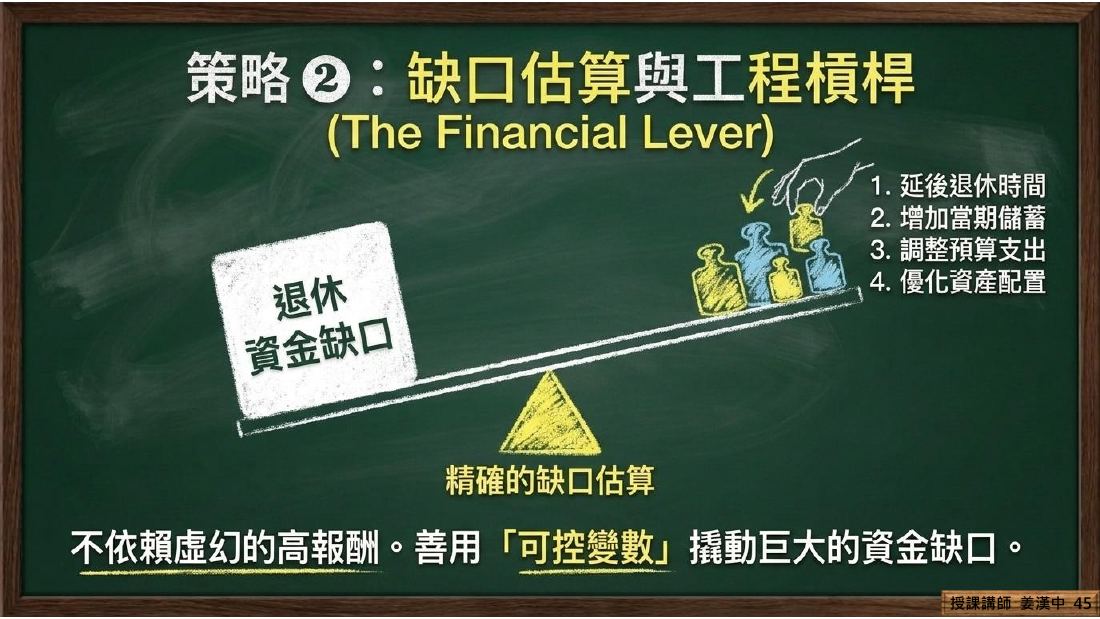 策略❷：缺口估算與工程槓桿
(The Financial Lever)
1. 延後退休時間
2. 增加當期儲蓄
3. 調整預算支出
4. 優化資產配置
退休
資金缺口
精確的缺口估算
不依賴虛幻的高報酬。善用「可控變數」撬動巨大的資金缺口。
授課講師 姜漢中 45